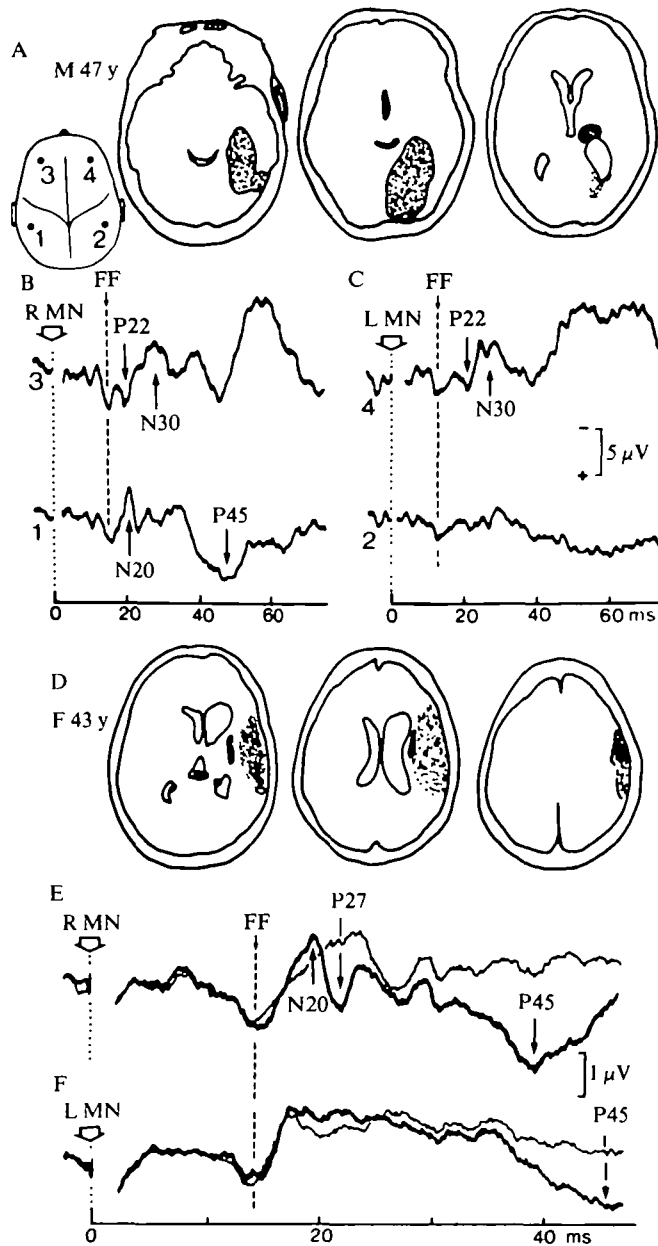 A
M 47 y
3 4
1 2
B
R MN
FF
P22
3
N30
1
N20
P45
0 20 40 60
C
L MN
FF
P22
4
N30
−
5 µV
+
2
0 20 40 60 ms
D
F 43 y
E
R MN
FF
P27
N20
P45
1 µV
F
L MN
P45
0 20 40 ms